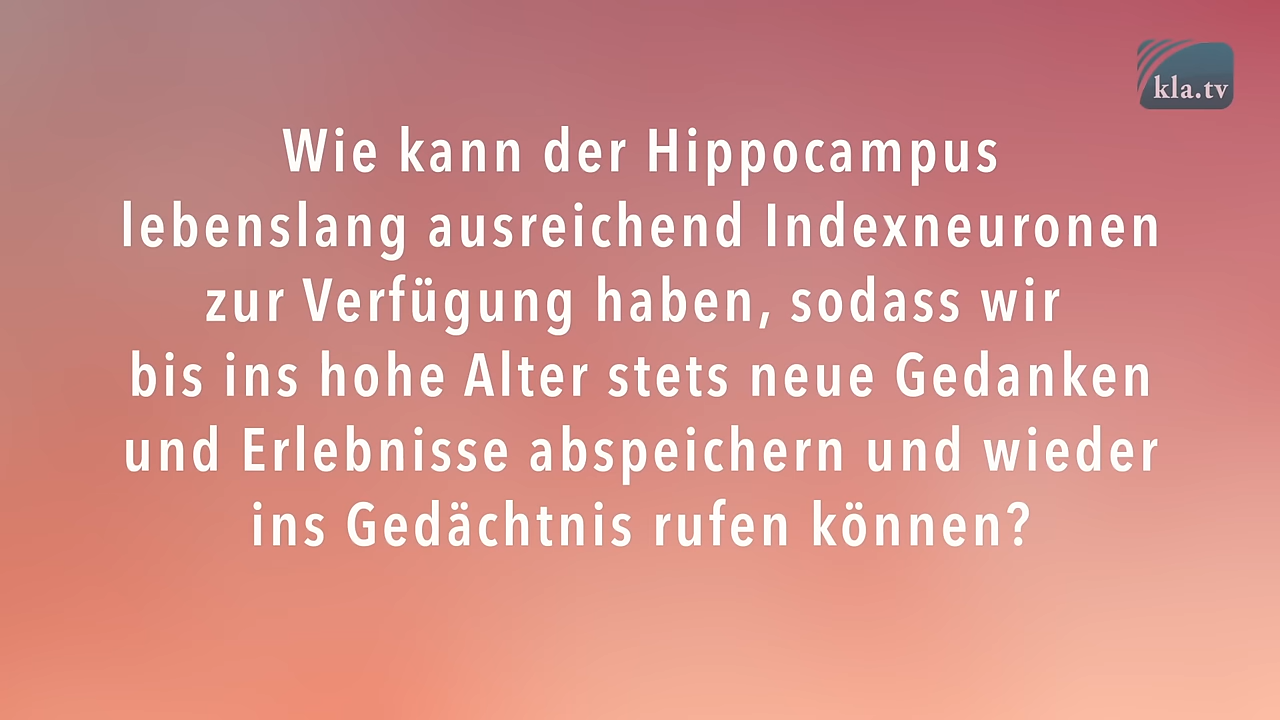 kla.tv
Wie kann der Hippocampus
lebenslang ausreichend Indexneuronen
zur Verfügung haben, sodass wir
bis ins hohe Alter stets neue Gedanken
und Erlebnisse abspeichern und wieder
ins Gedächtnis rufen können?